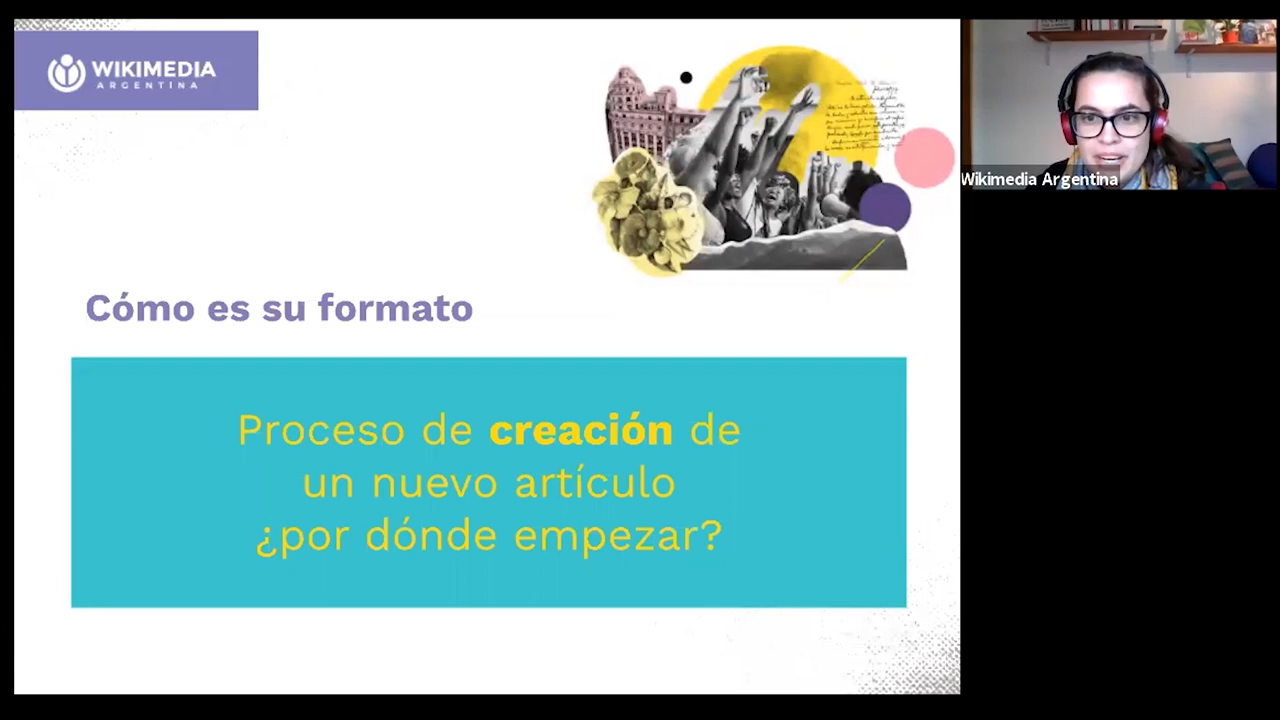 WIKIMEDIA
ARGENTINA
Wikimedia Argentina
Cómo es su formato
Proceso de creación de
un nuevo artículo
¿por dónde empezar?